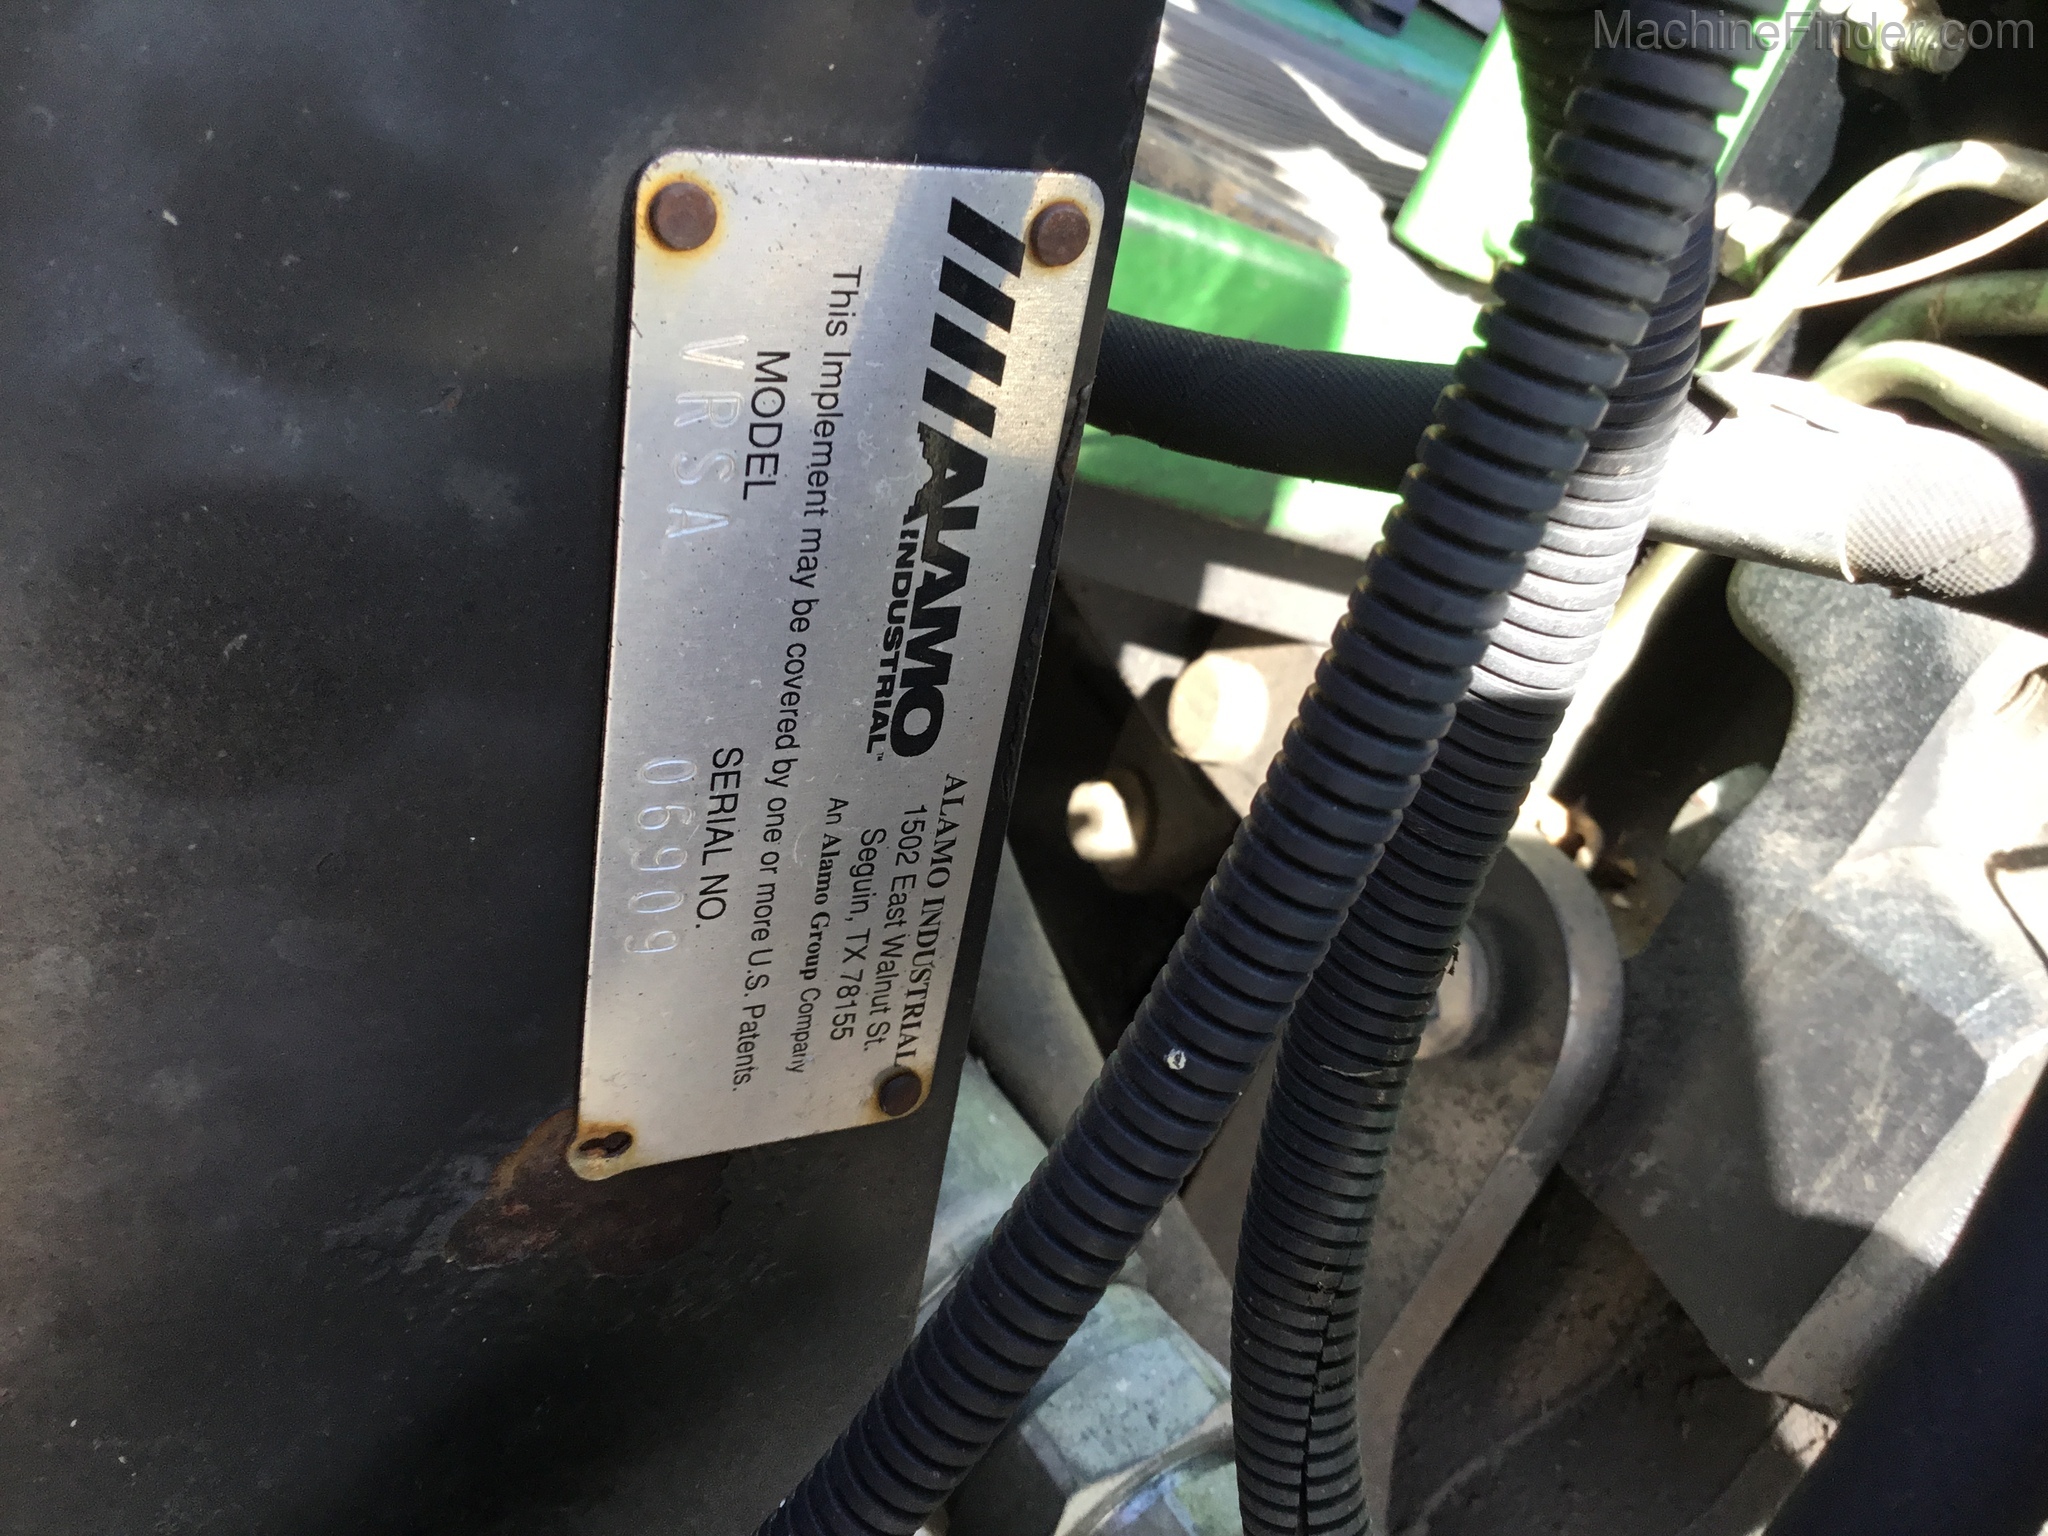 MachineFinder.com
ALAMO
INDUSTRIAL™
ALAMO INDUSTRIAL
1502 East Walnut St.
Seguin, TX 78155
An Alamo Group Company
This Implement may be covered by one or more U.S. Patents.
MODEL
SERIAL NO.
VRSA
06909